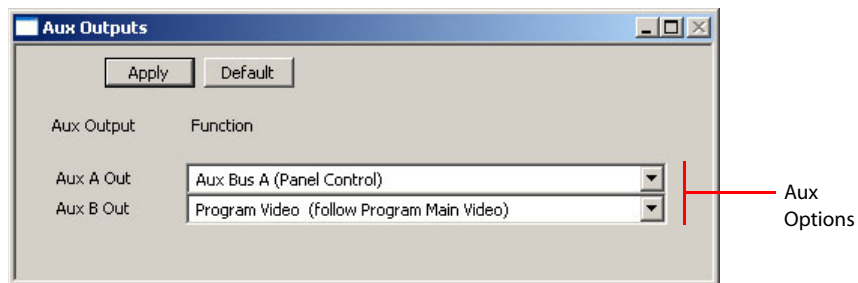 Aux Outputs
Apply Default
Aux Output Function
Aux A Out Aux Bus A (Panel Control)
Aux B Out Program Video (follow Program Main Video)
Aux
Options